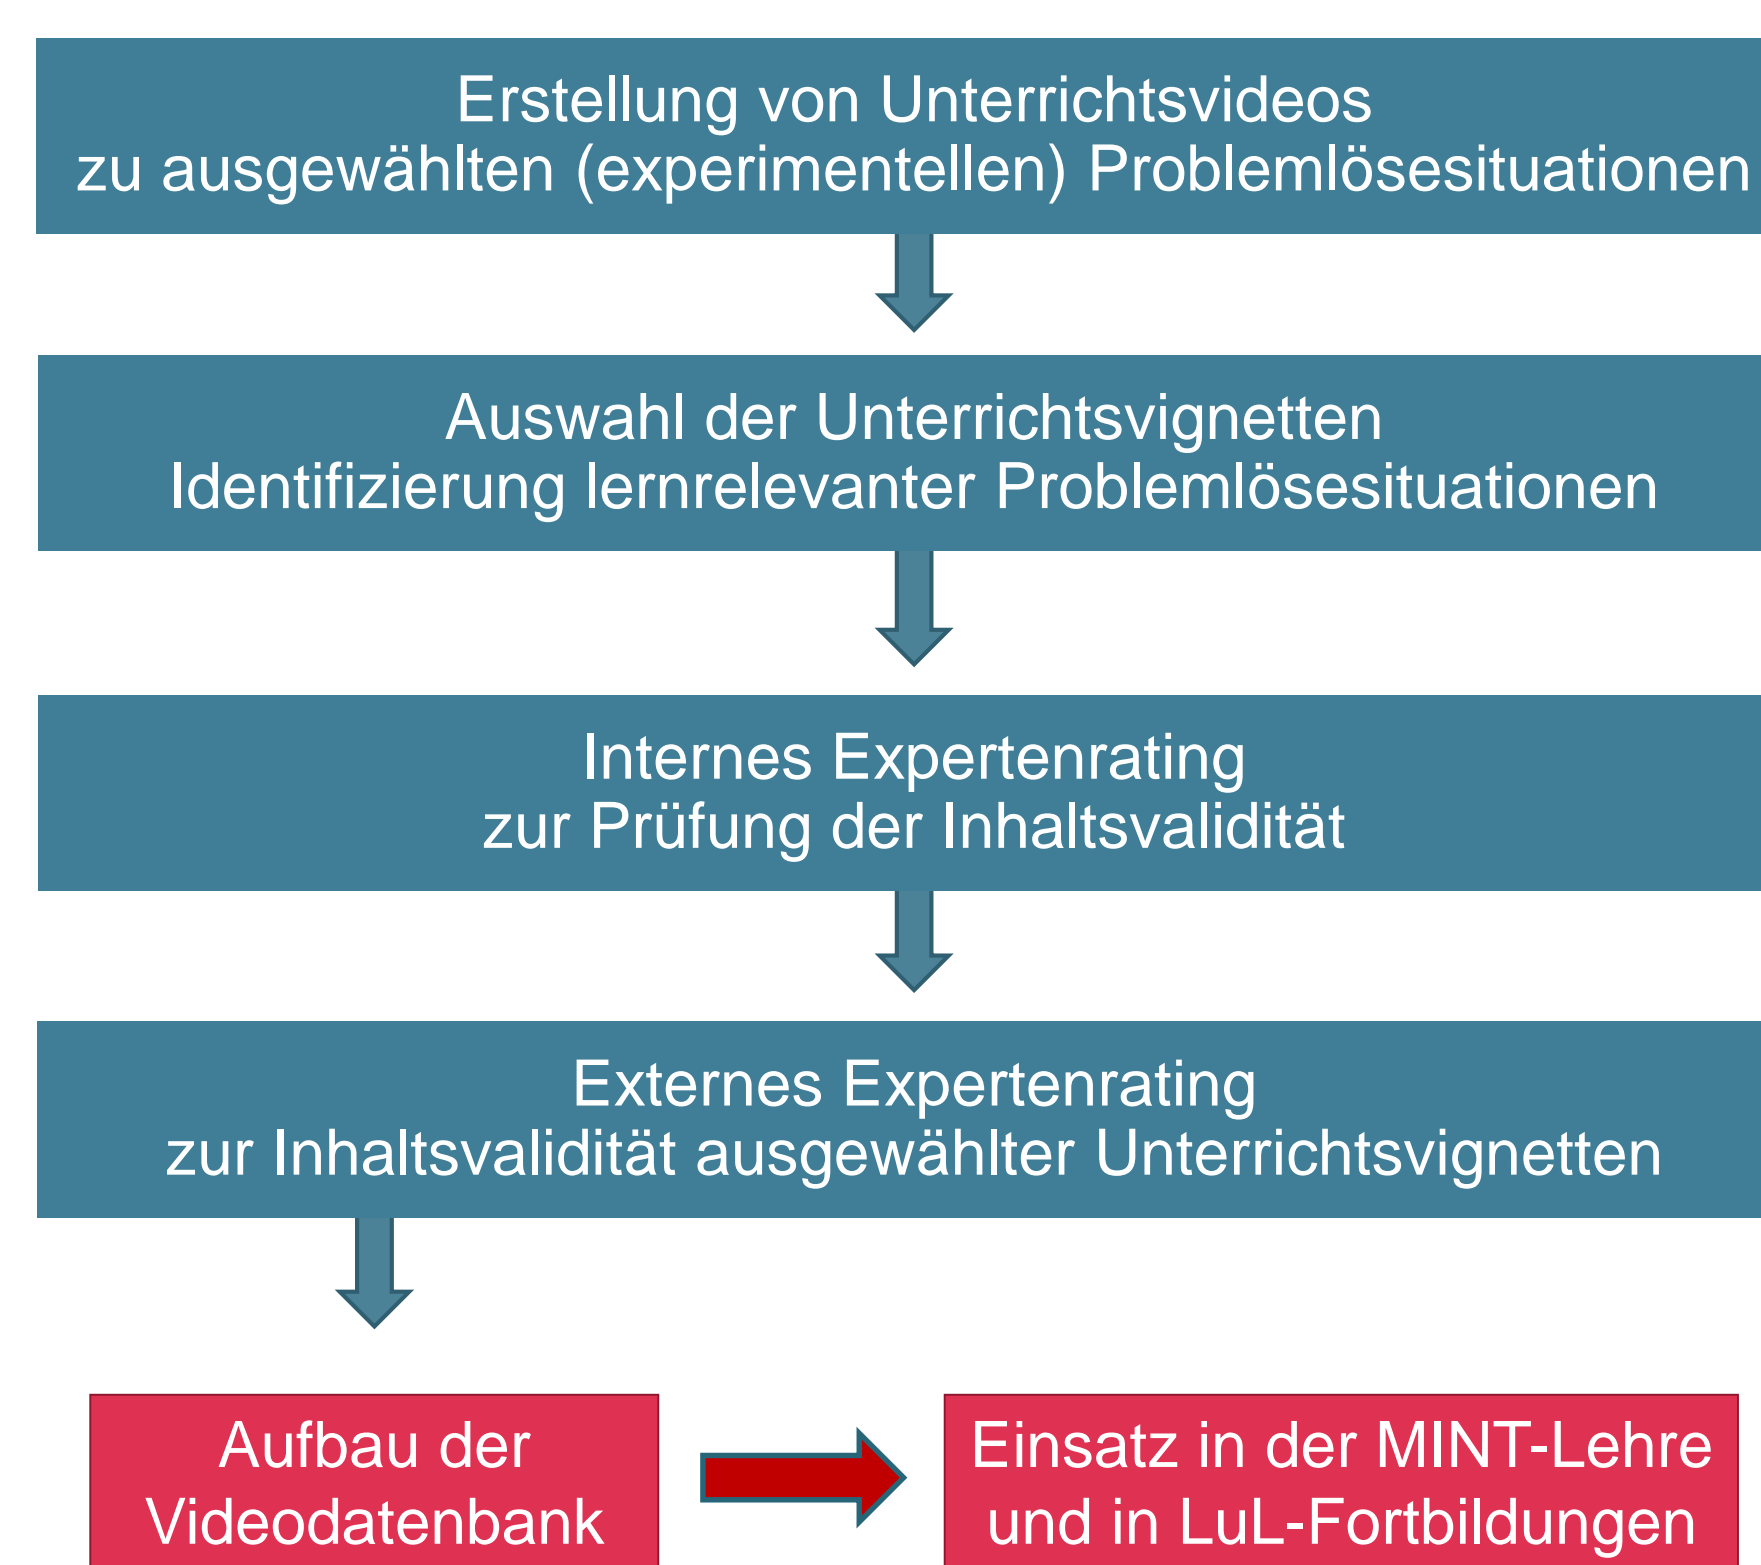 Erstellung von Unterrichtsvideos
zu ausgewählten (experimentellen) Problemlösesituationen
Auswahl der Unterrichtsvignetten
Identifizierung lernrelevanter Problemlösesituationen
Internes Expertenrating
zur Prüfung der Inhaltsvalidität
Externes Expertenrating
zur Inhaltsvalidität ausgewählter Unterrichtsvignetten
Aufbau der
Videodatenbank
Einsatz in der MINT-Lehre
und in LuL-Fortbildungen